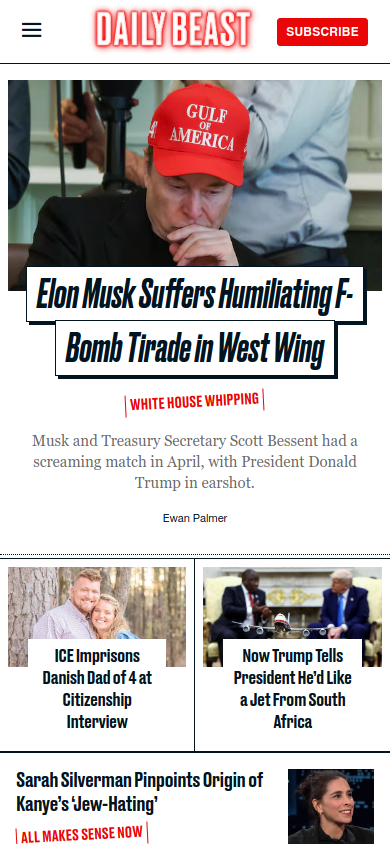 DAILY BEAST
SUBSCRIBE
GULF
OF
AMERICA
Elon Musk Suffers Humiliating F-
Bomb Tirade in West Wing
WHITE HOUSE WHIPPING
Musk and Treasury Secretary Scott Bessent had a
screaming match in April, with President Donald
Trump in earshot.
Ewan Palmer
ICE Imprisons
Danish Dad of 4 at
Citizenship
Interview
Now Trump Tells
President He'd Like
a Jet From South
Africa
Sarah Silverman Pinpoints Origin of
Kanye's ‘Jew-Hating’
ALL MAKES SENSE NOW